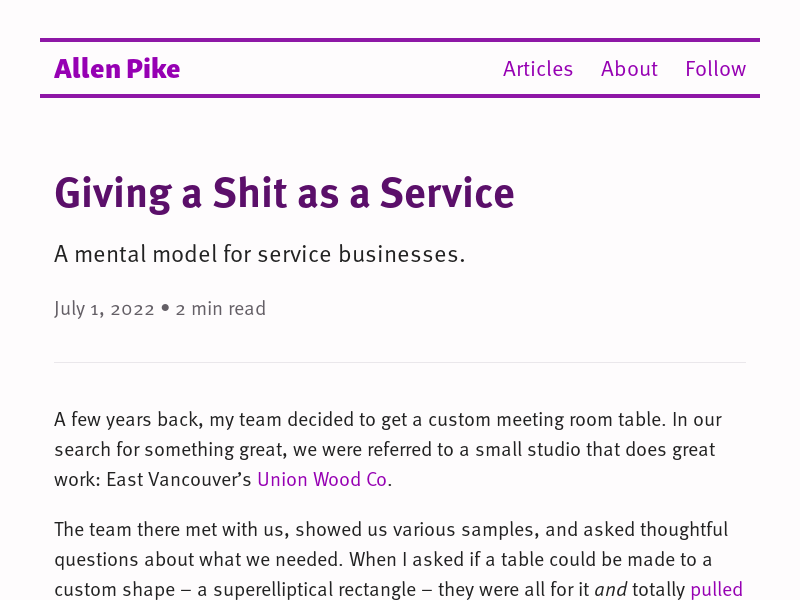 Allen Pike
Articles About Follow
Giving a Shit as a Service
A mental model for service businesses.
July 1, 2022 • 2 min read
A few years back, my team decided to get a custom meeting room table. In our
search for something great, we were referred to a small studio that does great
work: East Vancouver’s Union Wood Co.
The team there met with us, showed us various samples, and asked thoughtful
questions about what we needed. When I asked if a table could be made to a
custom shape – a superelliptical rectangle – they were all for it and totally pulled